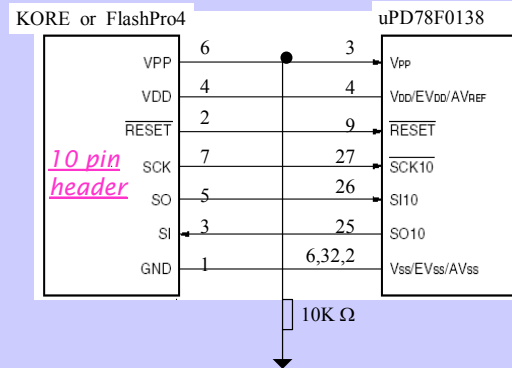 KORE or FlashPro4 uPD78F0138
VPP 6 3 VPP
VDD 4 4 VDD/EVDD/AVREF
RESET 2 9 RESET
10 pin
header
SCK 7 27 SCK10
SO 5 26 SI10
SI 3 25 SO10
GND 1 6,32,2 VSS/EVSS/AVSS
10K Ω